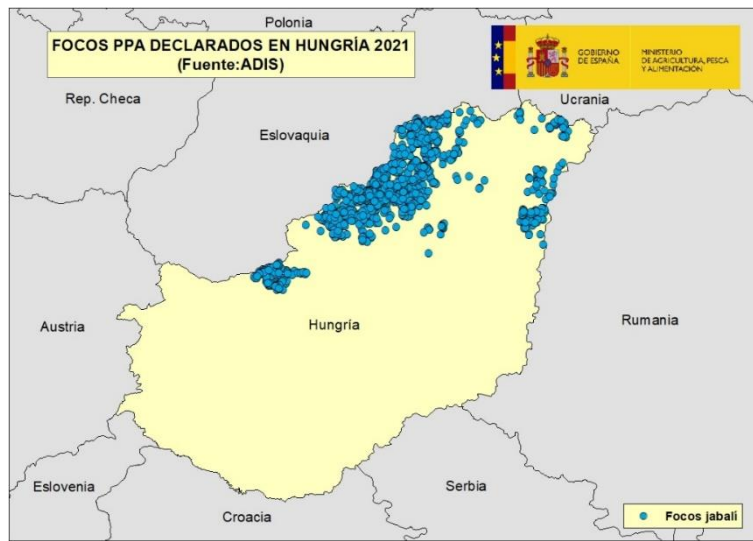 Polonia
FOCOS PPA DECLARADOS EN HUNGRÍA 2021
(Fuente:ADIS)
GOBIERNO
DE ESPAÑA
MINISTERIO
DE AGRICULTURA, PESCA
Y ALIMENTACIÓN
Rep. Checa
Ucrania
Eslovaquia
Austria
Hungría
Rumania
Eslovenia
Serbia
Croacia
Focos jabalí